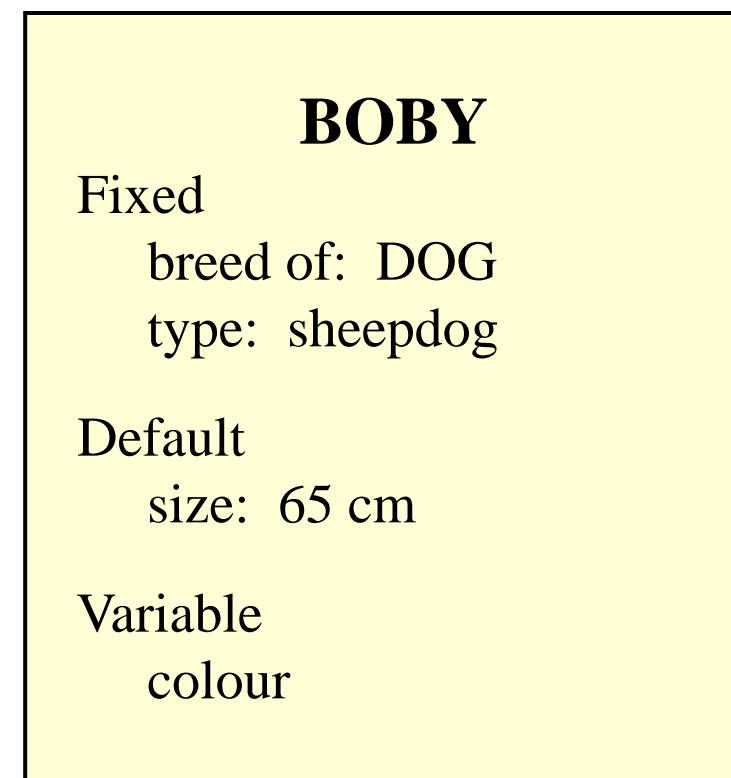 BOBY
Fixed
breed of: DOG
type: sheepdog
Default
size: 65 cm
Variable
colour